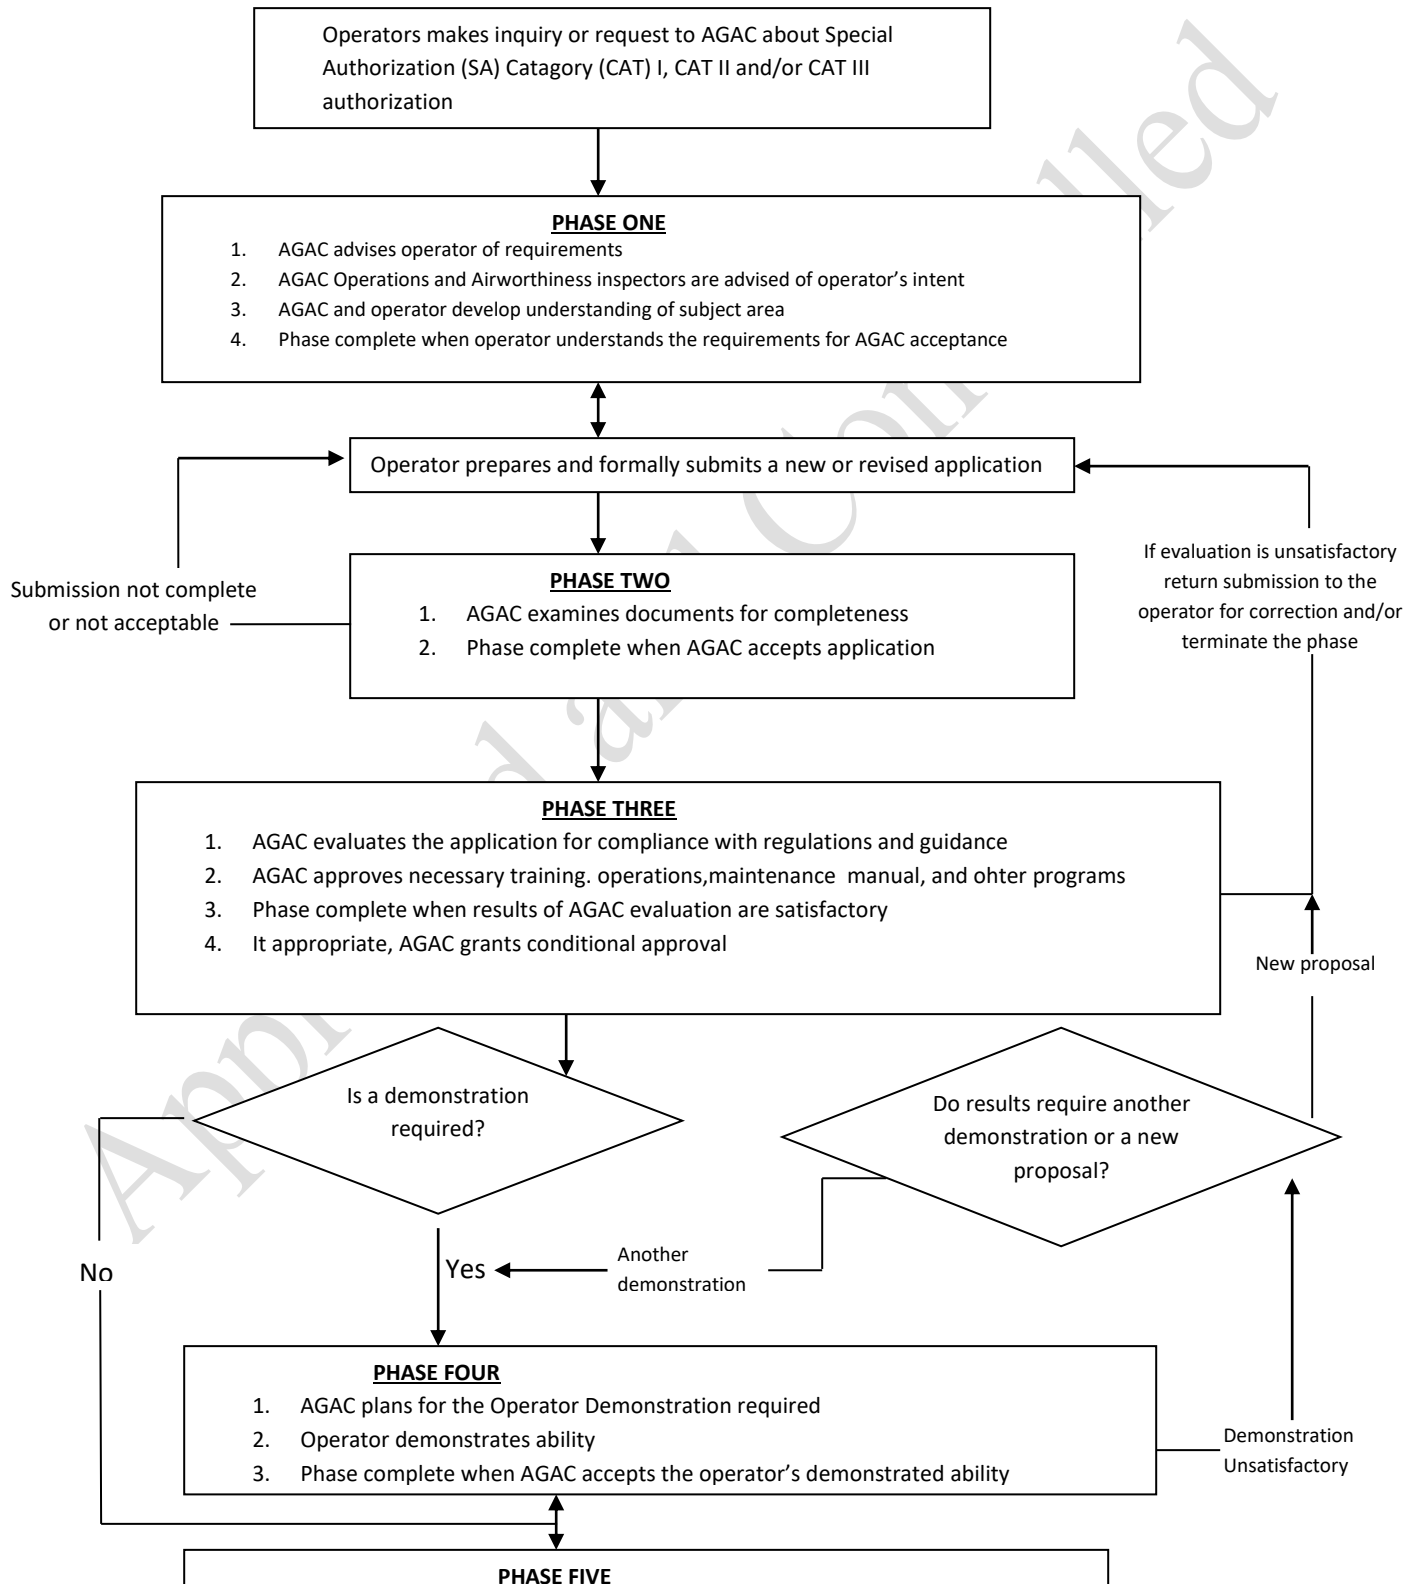 Operators makes inquiry or request to AGAC about Special
Authorization (SA) Catagory (CAT) I, CAT II and/or CAT III
authorization
PHASE ONE
1. AGAC advises operator of requirements
2. AGAC Operations and Airworthiness inspectors are advised of operator’s intent
3. AGAC and operator develop understanding of subject area
4. Phase complete when operator understands the requirements for AGAC acceptance
Operator prepares and formally submits a new or revised application
Submission not complete
or not acceptable
PHASE TWO
1. AGAC examines documents for completeness
2. Phase complete when AGAC accepts application
If evaluation is unsatisfactory
return submission to the
operator for correction and/or
terminate the phase
PHASE THREE
1. AGAC evaluates the application for compliance with regulations and guidance
2. AGAC approves necessary training. operations,maintenance manual, and ohter programs
3. Phase complete when results of AGAC evaluation are satisfactory
4. It appropriate, AGAC grants conditional approval
New proposal
Is a demonstration
required?
Do results require another
demonstration or a new
proposal?
No
Yes
Another
demonstration
PHASE FOUR
1. AGAC plans for the Operator Demonstration required
2. Operator demonstrates ability
3. Phase complete when AGAC accepts the operator’s demonstrated ability
Demonstration
Unsatisfactory
PHASE FIVE